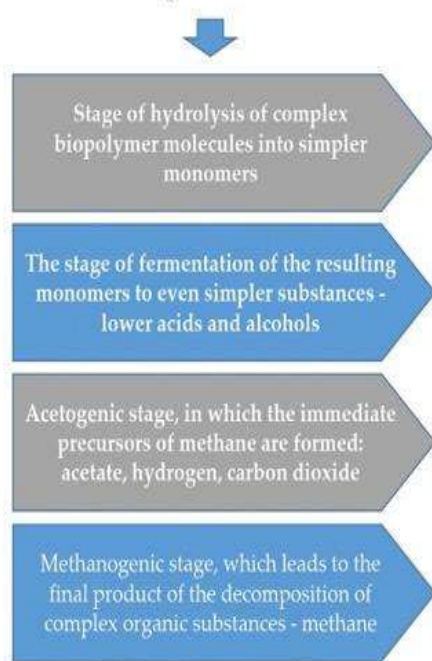 Stage of hydrolysis of complex
biopolymer molecules into simpler
monomers
The stage of fermentation of the resulting
monomers to even simpler substances -
lower acids and alcohols
Acetogenic stage, in which the immediate
precursors of methane are formed:
acetate, hydrogen, carbon dioxide
Methanogenic stage, which leads to the
final product of the decomposition of
complex organic substances - methane